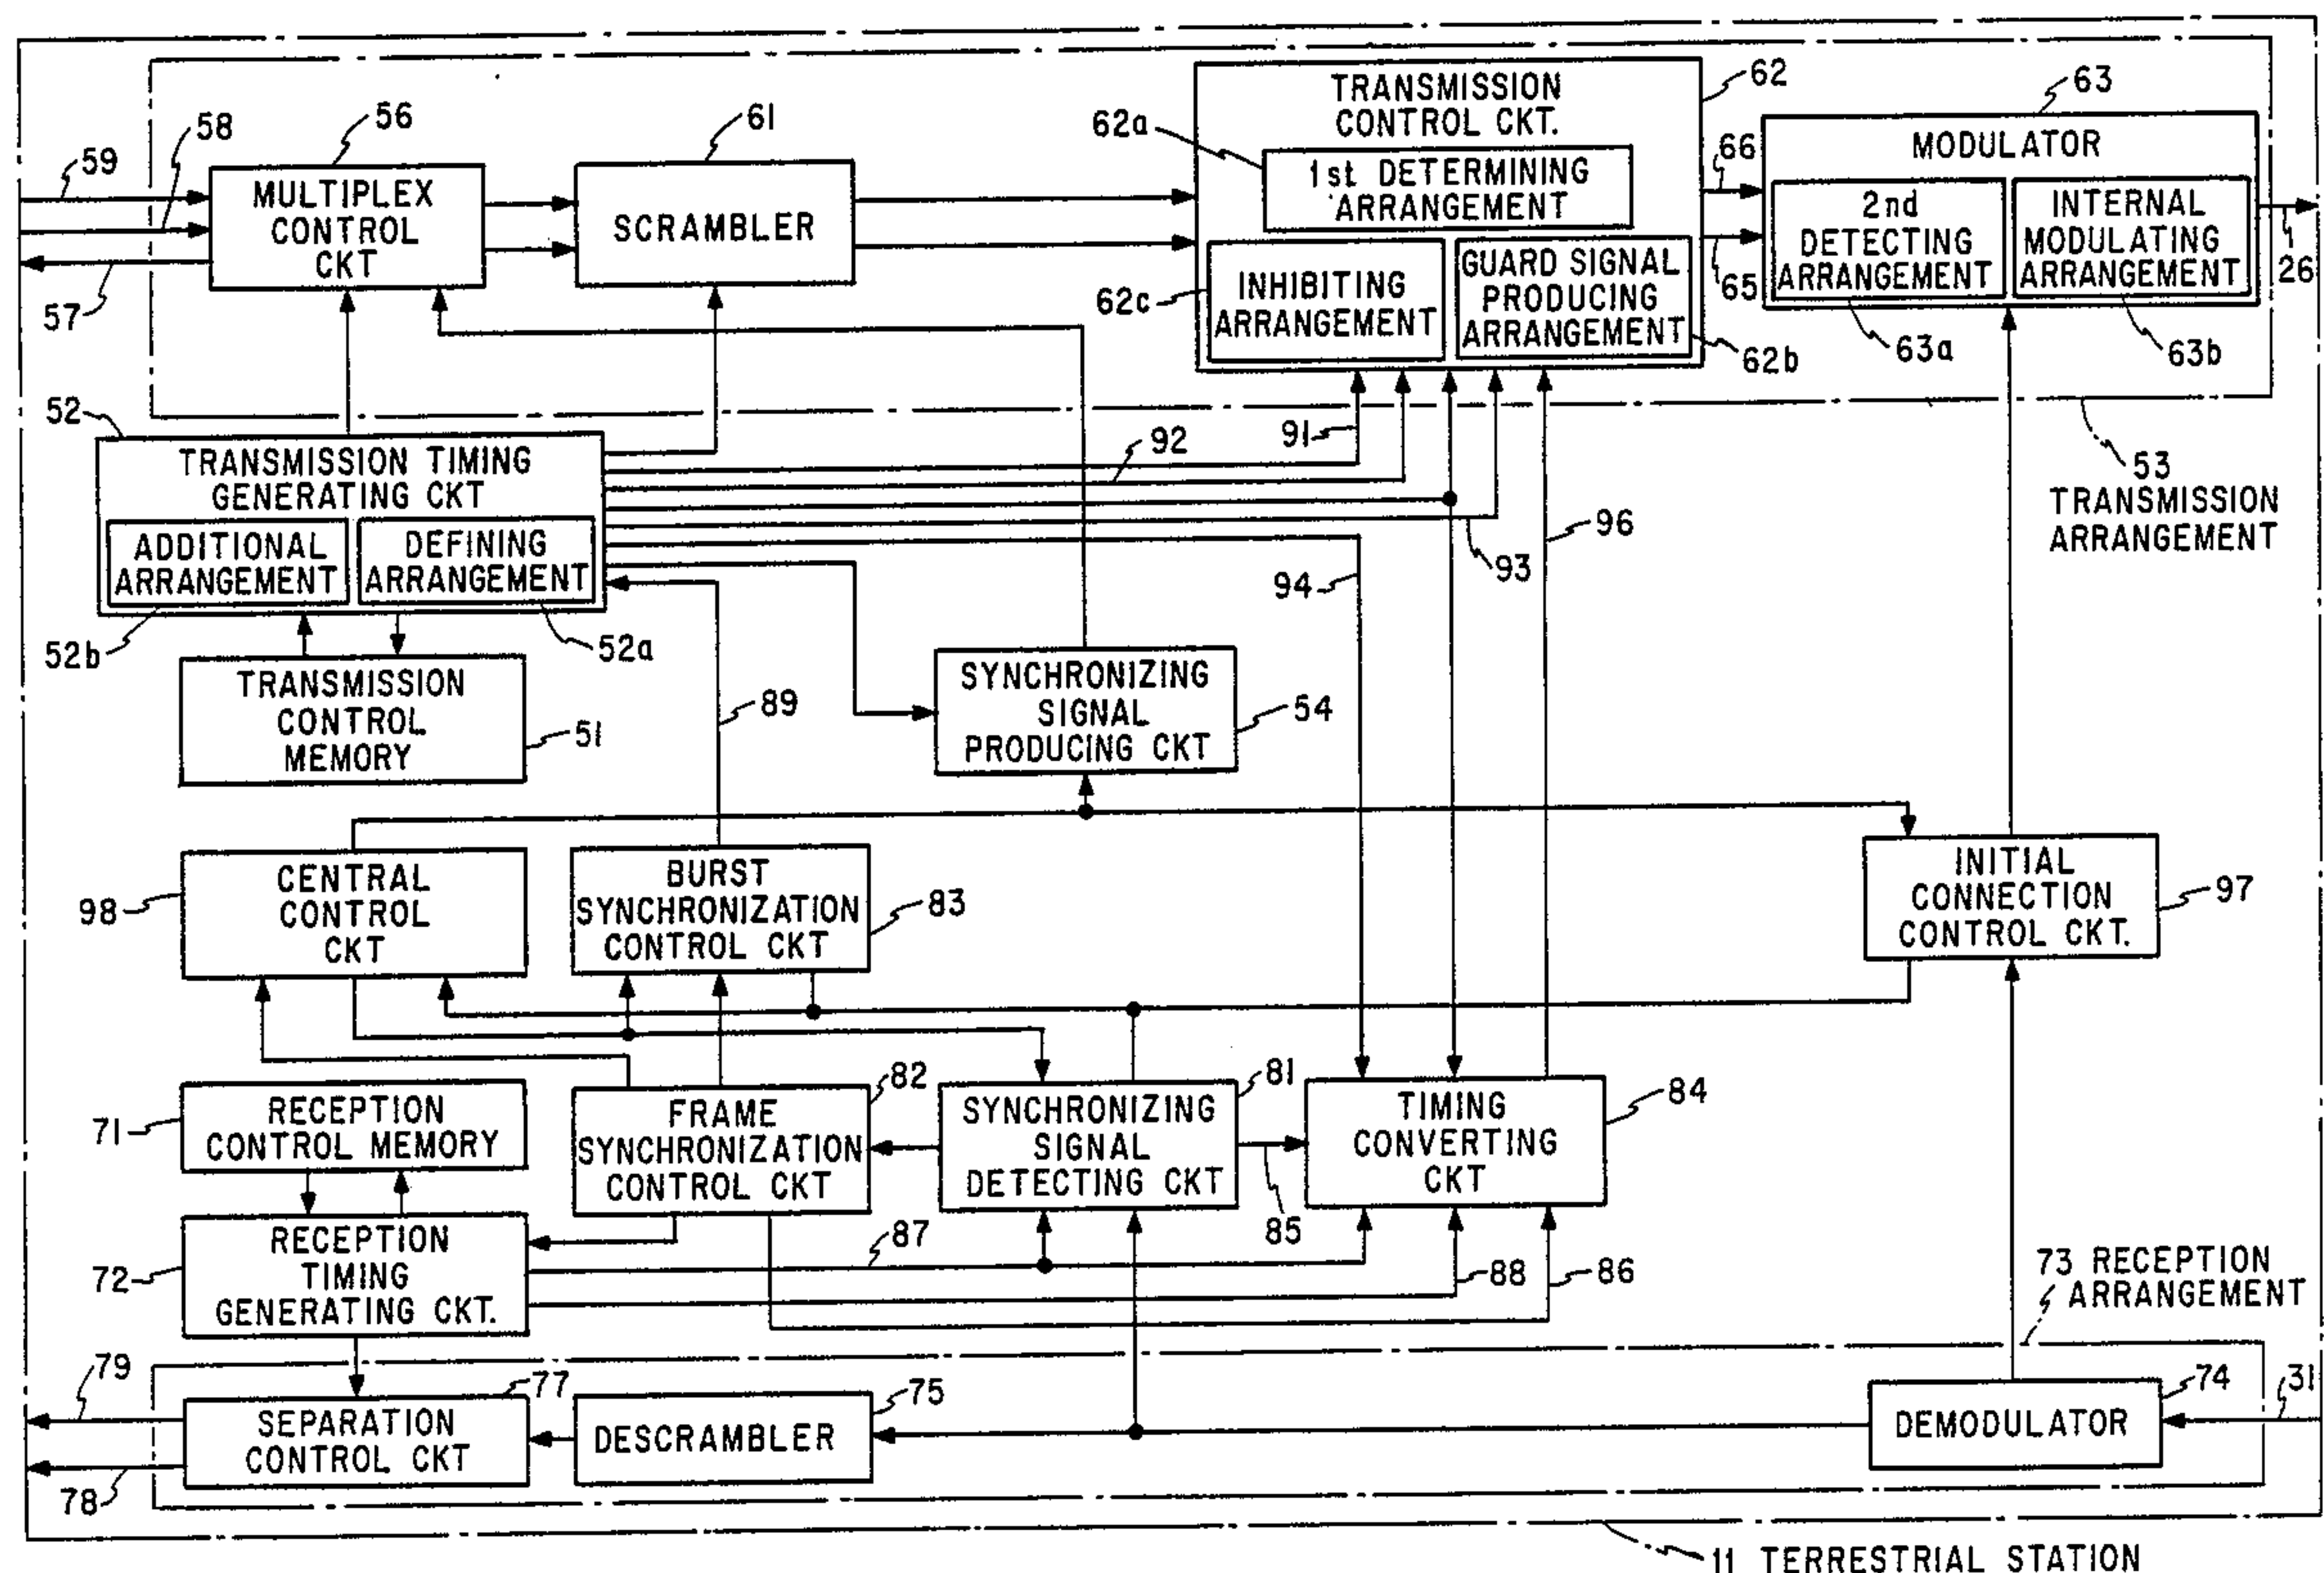 59
58
57
56
MULTIPLEX
CONTROL
CKT
61
SCRAMBLER
62
TRANSMISSION
CONTROL CKT.
62a
1st DETERMINING
ARRANGEMENT
62c
INHIBITING
ARRANGEMENT
GUARD SIGNAL
PRODUCING
ARRANGEMENT
62b
66
65
63
MODULATOR
2nd
DETECTING
ARRANGEMENT
INTERNAL
MODULATING
ARRANGEMENT
63a
63b
26
52
TRANSMISSION TIMING
GENERATING CKT
ADDITIONAL
ARRANGEMENT
DEFINING
ARRANGEMENT
52b
52a
91
92
93
94
96
53
TRANSMISSION
ARRANGEMENT
TRANSMISSION
CONTROL
MEMORY
51
89
SYNCHRONIZING
SIGNAL
PRODUCING CKT
54
98
CENTRAL
CONTROL
CKT
BURST
SYNCHRONIZATION
CONTROL CKT
83
INITIAL
CONNECTION
CONTROL CKT.
97
71
RECEPTION
CONTROL MEMORY
82
FRAME
SYNCHRONIZATION
CONTROL CKT
81
SYNCHRONIZING
SIGNAL
DETECTING CKT
84
TIMING
CONVERTING
CKT
85
72
RECEPTION
TIMING
GENERATING CKT.
87
88
86
73 RECEPTION
ARRANGEMENT
79
78
77
SEPARATION
CONTROL CKT
75
DESCRAMBLER
74
DEMODULATOR
31
11 TERRESTRIAL STATION